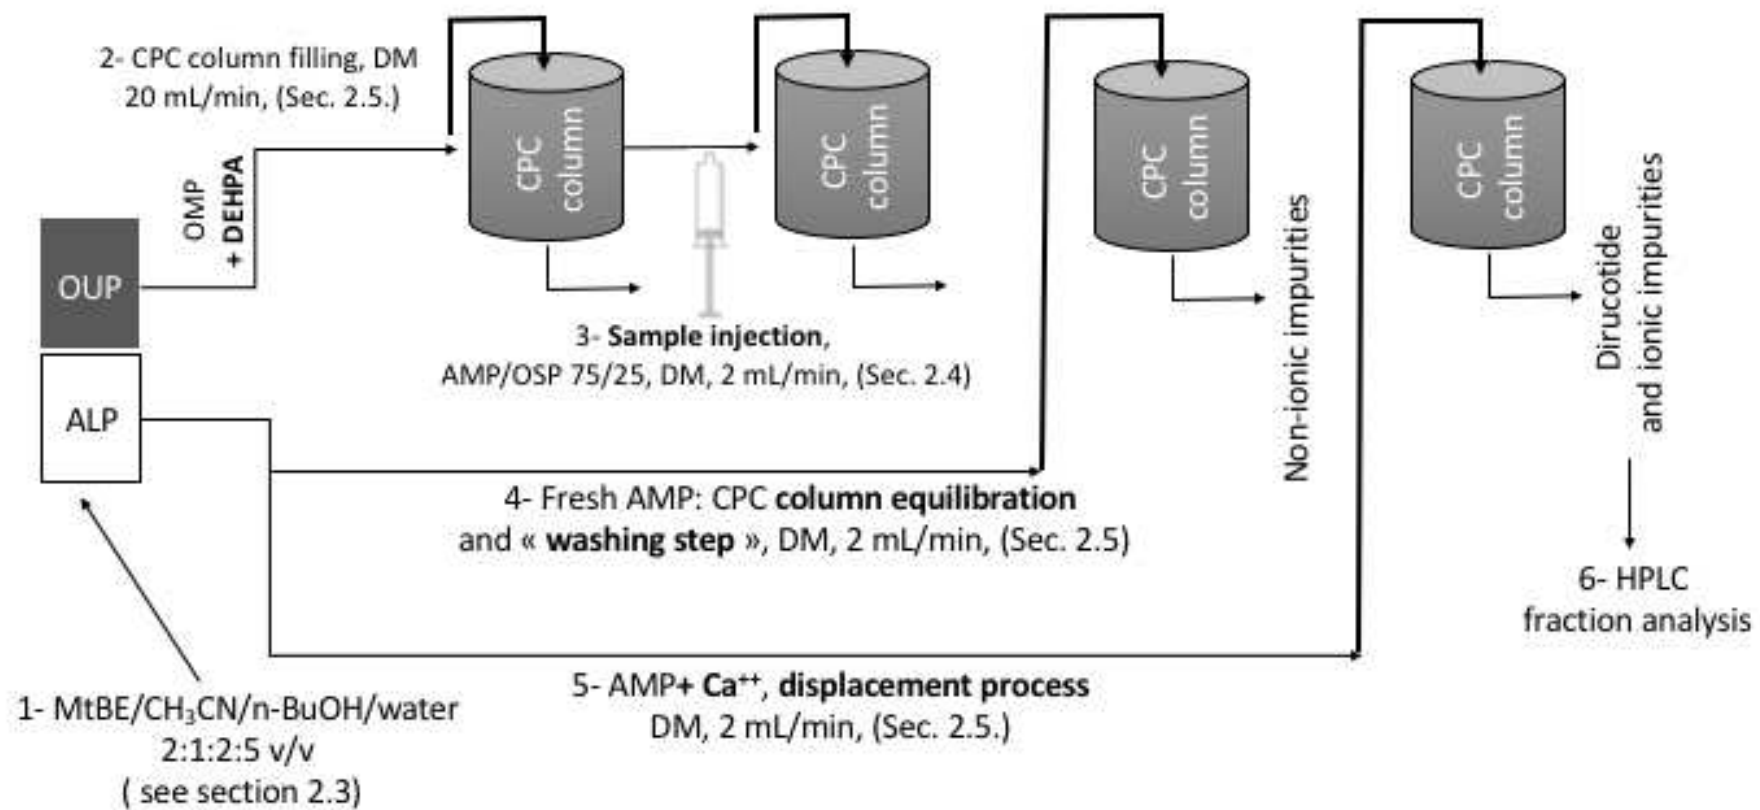 2- CPC column filling, DM
20 mL/min, (Sec. 2.5.)
OMP
+ DEHPA
OUP
ALP
CPC
column
CPC
column
CPC
column
CPC
column
3- Sample injection,
AMP/OSP 75/25, DM, 2 mL/min, (Sec. 2.4)
Non-ionic impurities
Dirucotide
and ionic impurities
4- Fresh AMP: CPC column equilibration
and « washing step », DM, 2 mL/min, (Sec. 2.5)
6- HPLC
fraction analysis
5- AMP+ Ca⁺⁺, displacement process
DM, 2 mL/min, (Sec. 2.5.)
1- MtBE/CH₃CN/n-BuOH/water
2:1:2:5 v/v
( see section 2.3)